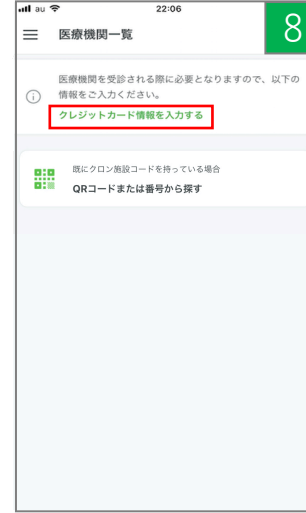 au 22:06
医療機関一覧
8
医療機関を受診される際に必要となりますので、以下の
情報をご入力ください。
クレジットカード情報を入力する
既にクロン施設コードを持っている場合
QRコードまたは番号から探す